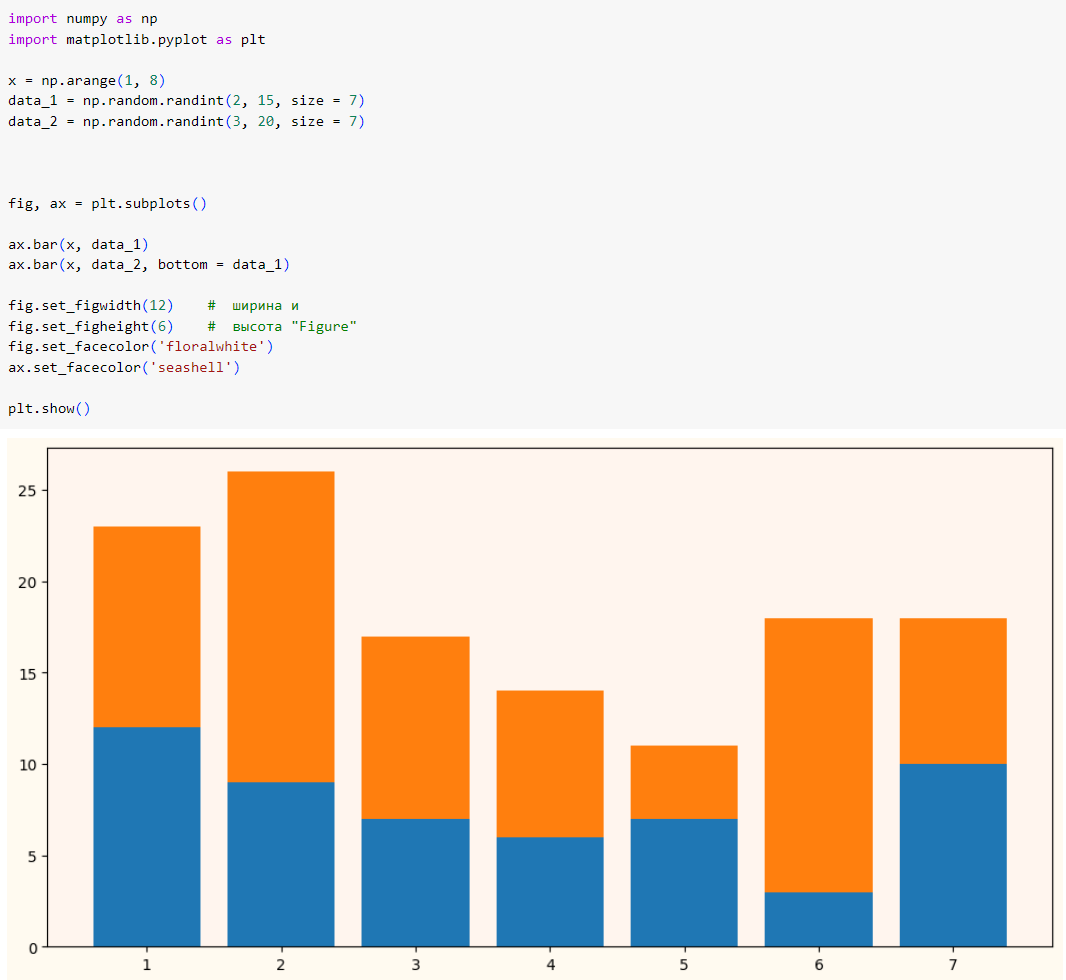 import numpy as np
import matplotlib.pyplot as plt
x = np.arange(1, 8)
data_1 = np.random.randint(2, 15, size = 7)
data_2 = np.random.randint(3, 20, size = 7)
fig, ax = plt.subplots()
ax.bar(x, data_1)
ax.bar(x, data_2, bottom = data_1)
fig.set_figwidth(12)    #  ширина и
fig.set_figheight(6)    #  высота "Figure"
fig.set_facecolor('floralwhite')
ax.set_facecolor('seashell')
plt.show()
25
20
15
10
5
0
1 2 3 4 5 6 7